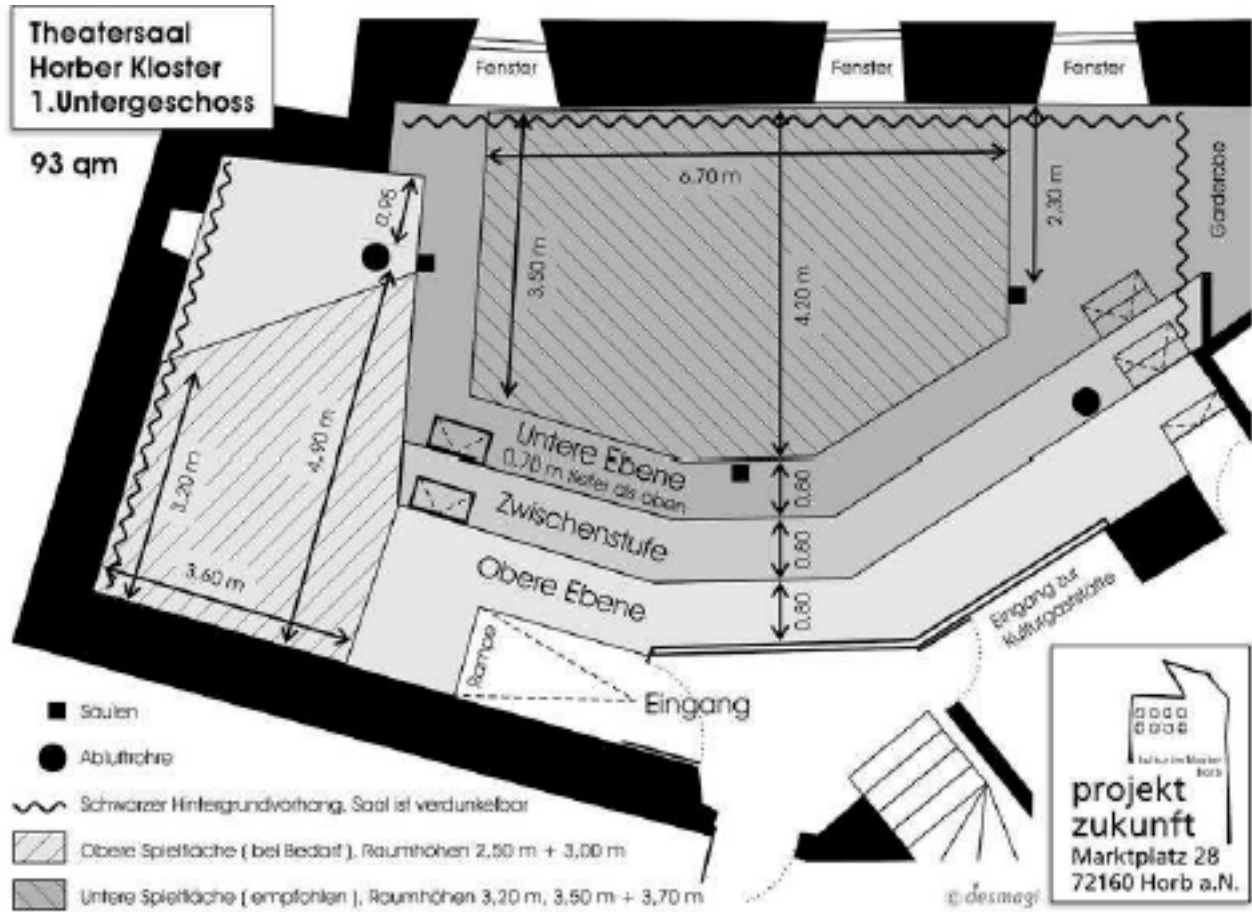 Theatersaal
Horber Kloster
1.Untergeschoss
93 qm
Fenster
Fenster
Fenster
Garderobe
0.95
6.70 m
2.30 m
3.50 m
4.20 m
3.20 m
4.90 m
3.60 m
Untere Ebene
0.70 m tiefer als oben
0.80
Zwischenstufe
0.80
Obere Ebene
0.80
Rampe
Eingang
Eingang zur
Kulturgaststätte
Säulen
Abluftrohre
Schwarzer Hintergrundvorhang, Saal ist verdunkelbar
Obere Spielfläche ( bei Bedarf ), Raumhöhen 2,50 m + 3,00 m
Untere Spielfläche ( empfohlen ), Raumhöhen 3,20 m, 3,50 m + 3,70 m
horb
projekt
zukunft
Marktplatz 28
72160 Horb a.N.
© desmagi